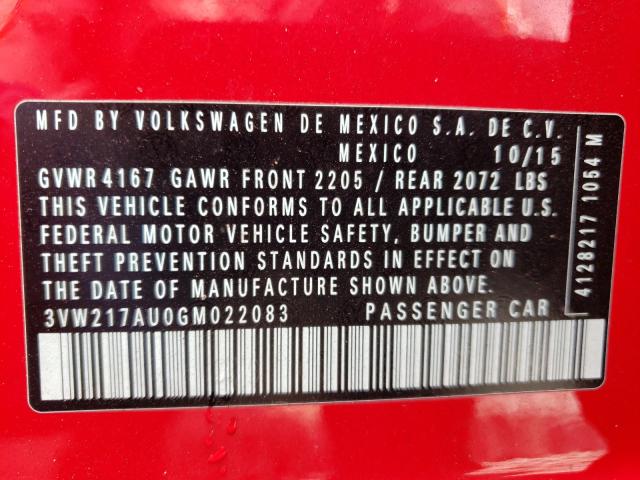 MFD BY VOLKSWAGEN DE MEXICO S.A. DE C.V.
MEXICO 10/15
GVWR 4167 GAWR FRONT 2205 / REAR 2072 LBS
THIS VEHICLE CONFORMS TO ALL APPLICABLE U.S.
FEDERAL MOTOR VEHICLE SAFETY, BUMPER AND
THEFT PREVENTION STANDARDS IN EFFECT ON
THE DATE OF MANUFACTURE SHOWN ABOVE.
3VW217AU0GM022083 PASSENGER CAR
4128217 1054 M